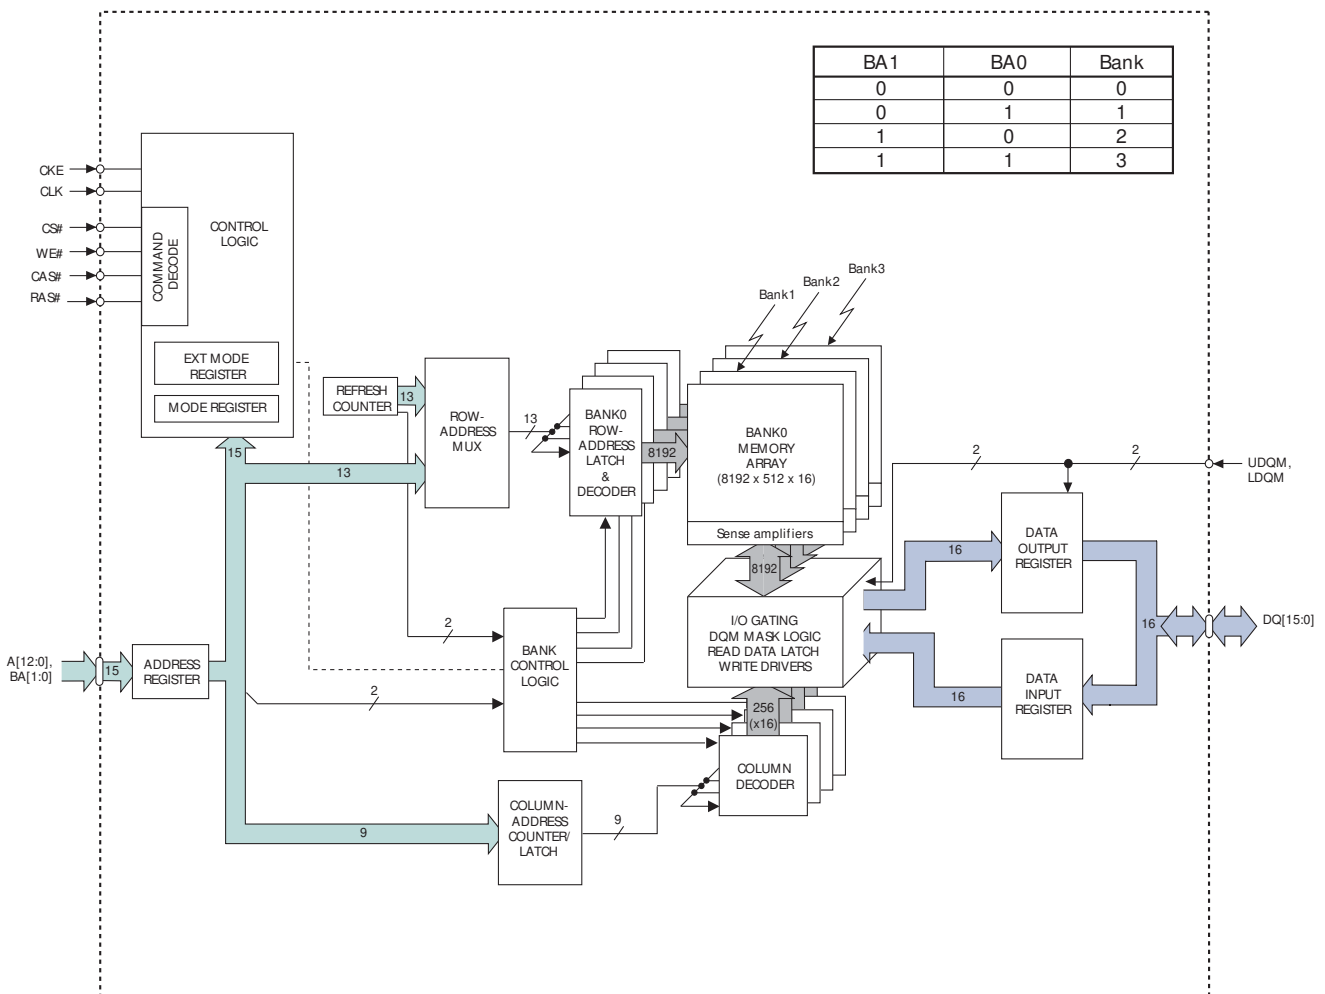 BA1 BA0 Bank
0 0 0
0 1 1
1 0 2
1 1 3
CKE
CLK
CS#
WE#
CAS#
RAS#
COMMAND
DECODE
CONTROL
LOGIC
EXT MODE
REGISTER
MODE REGISTER
Bank1
Bank2
Bank3
REFRESH
COUNTER
13
ROW-
ADDRESS
MUX
13
BANK0
ROW-
ADDRESS
LATCH
&
DECODER
8192
BANK0
MEMORY
ARRAY
(8192 x 512 x 16)
Sense amplifiers
15
13
2
2
UDQM,
LDQM
DATA
OUTPUT
REGISTER
16
8192
I/O GATING
DQM MASK LOGIC
READ DATA LATCH
WRITE DRIVERS
16
DQ[15:0]
A[12:0],
BA[1:0]
15
ADDRESS
REGISTER
2
2
BANK
CONTROL
LOGIC
16
DATA
INPUT
REGISTER
256
(x16)
COLUMN
DECODER
9
COLUMN-
ADDRESS
COUNTER/
LATCH
9